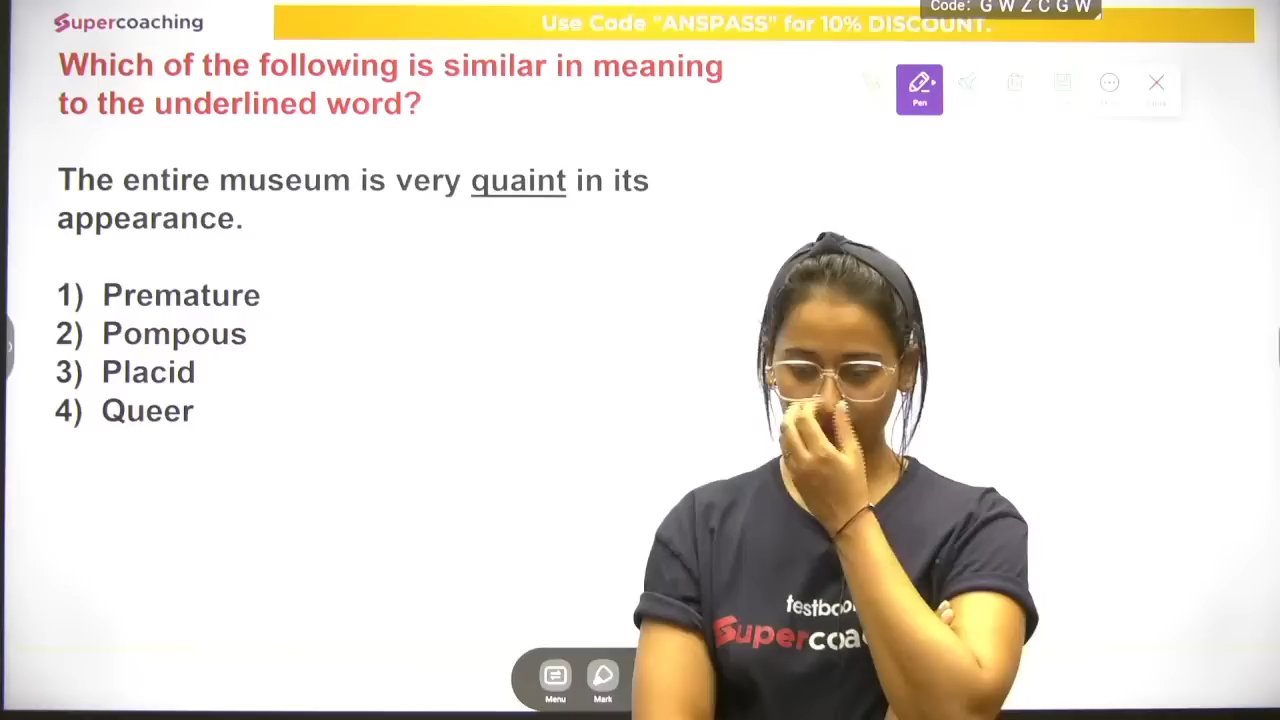 Supercoaching
Use Code "ANSPASS" for 10% DISCOUNT.
Code: G W Z C G W
Which of the following is similar in meaning
to the underlined word?
Pen
The entire museum is very quaint in its
appearance.
1) Premature
2) Pompous
3) Placid
4) Queer
testboo
Supercoa
Menu
Mark